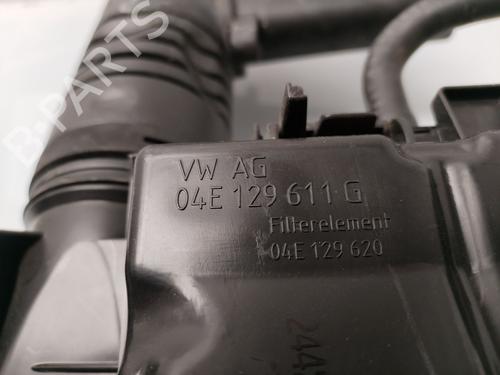 B-PARTS
VW AG
04E 129 611 G
Filterelement
04E 129 620